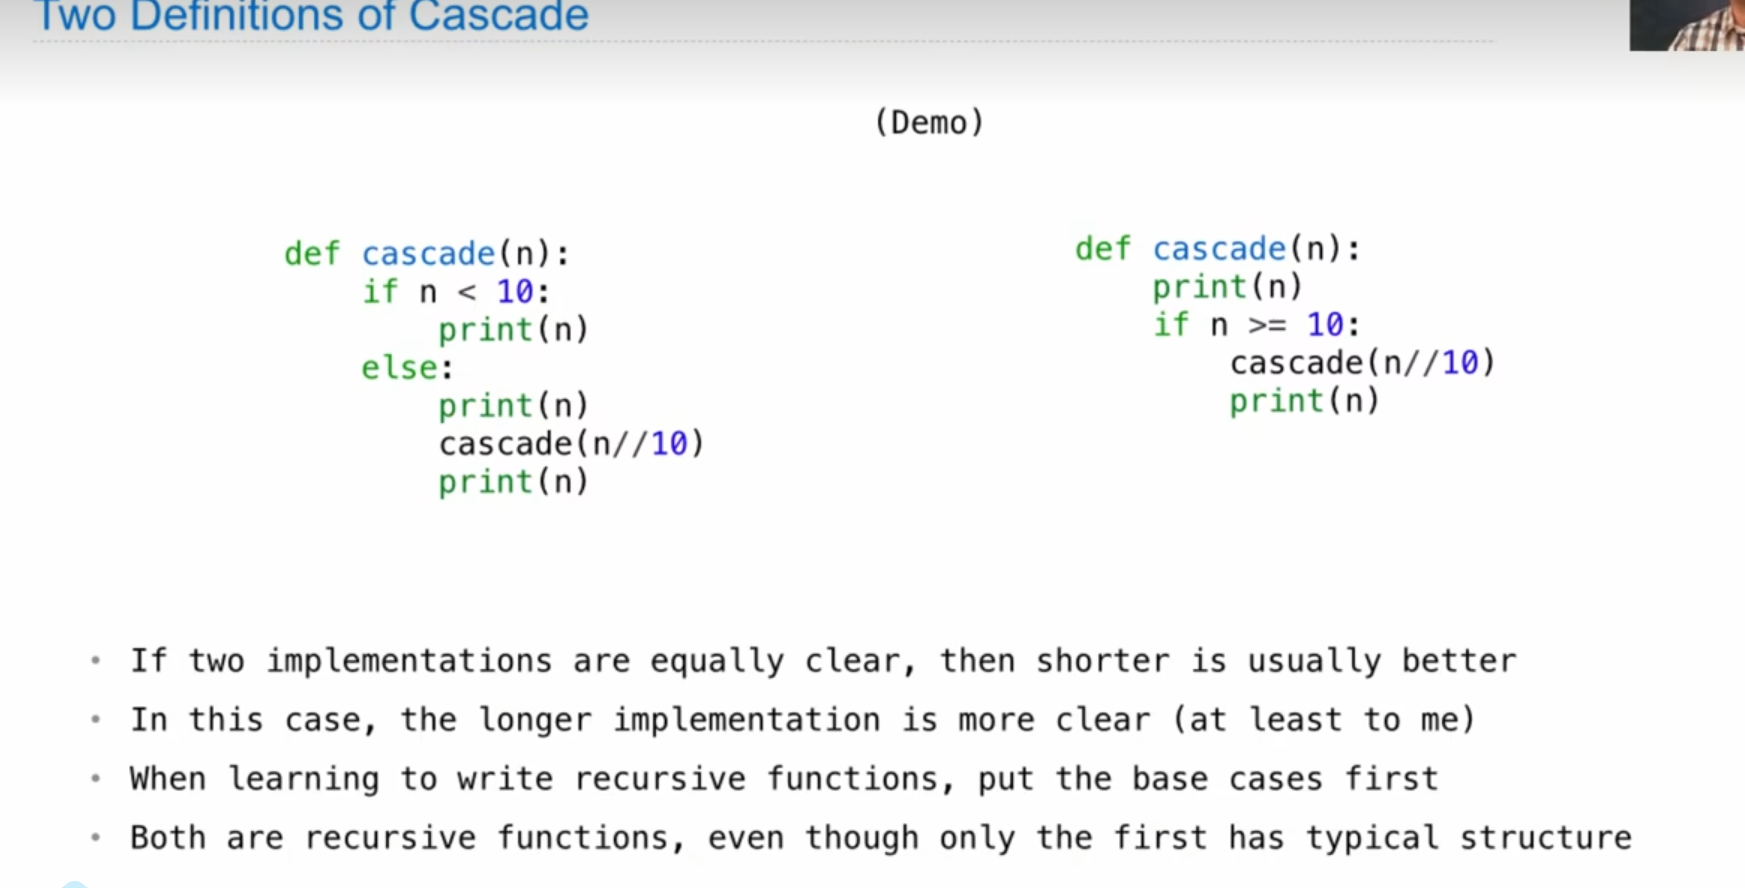 Two Definitions of Cascade
(Demo)
def cascade(n):
    if n < 10:
        print(n)
    else:
        print(n)
        cascade(n//10)
        print(n)
def cascade(n):
    print(n)
    if n >= 10:
        cascade(n//10)
        print(n)
• If two implementations are equally clear, then shorter is usually better
• In this case, the longer implementation is more clear (at least to me)
• When learning to write recursive functions, put the base cases first
• Both are recursive functions, even though only the first has typical structure